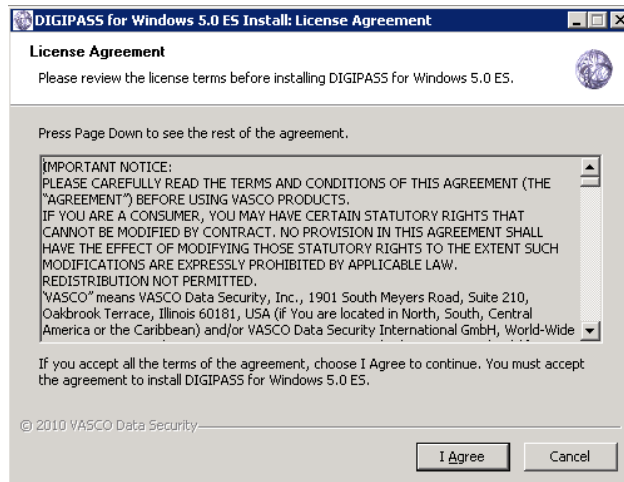 DIGIPASS for Windows 5.0 ES Install: License Agreement
License Agreement
Please review the license terms before installing DIGIPASS for Windows 5.0 ES.
Press Page Down to see the rest of the agreement.
IMPORTANT NOTICE:
PLEASE CAREFULLY READ THE TERMS AND CONDITIONS OF THIS AGREEMENT (THE
"AGREEMENT") BEFORE USING VASCO PRODUCTS.
IF YOU ARE A CONSUMER, YOU MAY HAVE CERTAIN STATUTORY RIGHTS THAT
CANNOT BE MODIFIED BY CONTRACT. NO PROVISION IN THIS AGREEMENT SHALL
HAVE THE EFFECT OF MODIFYING THOSE STATUTORY RIGHTS TO THE EXTENT SUCH
MODIFICATIONS ARE EXPRESSLY PROHIBITED BY APPLICABLE LAW.
REDISTRIBUTION NOT PERMITTED.
"VASCO" means VASCO Data Security, Inc., 1901 South Meyers Road, Suite 210,
Oakbrook Terrace, Illinois 60181, USA (if You are located in North, South, Central
America or the Caribbean) and/or VASCO Data Security International GmbH, World-Wide
If you accept all the terms of the agreement, choose I Agree to continue. You must accept
the agreement to install DIGIPASS for Windows 5.0 ES.
© 2010 VASCO Data Security
I Agree
Cancel